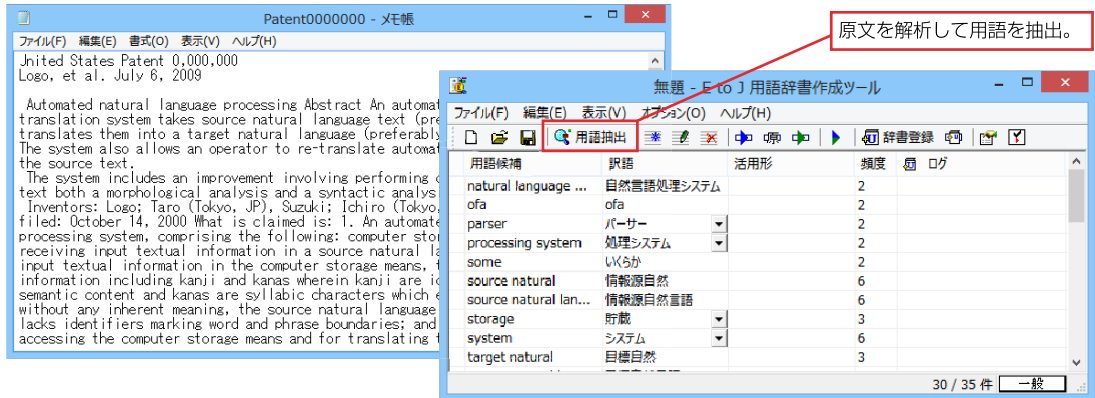 Patent0000000 - メモ帳
ファイル(F) 編集(E) 書式(O) 表示(V) ヘルプ(H)
Jnited States Patent 0,000,000
Logo, et al. July 6, 2009
Automated natural language processing Abstract An automat
translation system takes source natural language text (pre
translates them into a target natural language (preferably
The system also allows an operator to re-translate automat
the source text.
The system includes an improvement involving performing
text both a morphological analysis and a syntactic analys
Inventors: Logo; Taro (Tokyo, JP), Suzuki; Ichiro (Tokyo,
filed: October 14, 2000 What is claimed is: 1. An automate
processing system, comprising the following: computer stor
receiving input textual information in a source natural la
input textual information in the computer storage means, t
information including kanji and kanas wherein kanji are id
semantic content and kanas are syllabic characters which e
without any inherent meaning, the source natural language
lacks identifiers marking word and phrase boundaries; and
accessing the computer storage means and for translating t
原文を解析して用語を抽出。
無題 - E to J 用語辞書作成ツール
ファイル(F) 編集(E) 表示(V) オプション(O) ヘルプ(H)
用語抽出 辞書登録
用語候補 訳語 活用形 頻度 ログ
natural language ... 自然言語処理システム 2
ofa ofa 2
parser パーサー 2
processing system 処理システム 2
some いくらか 2
source natural 情報源自然 6
source natural lan... 情報源自然言語 6
storage 貯蔵 3
system システム 6
target natural 目標自然 3
30 / 35 件 一般